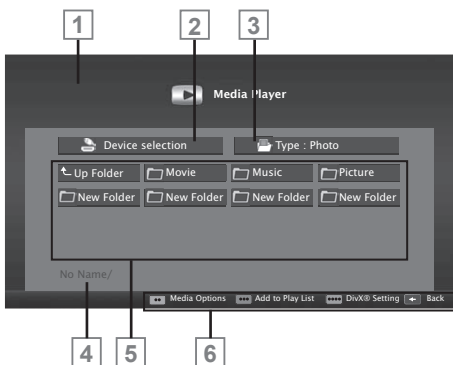 1 2 3
Media Player
Device selection Type : Photo
Up Folder Movie Music Picture
New Folder New Folder New Folder New Folder
No Name/
Media Options Add to Play List DivX® Setting Back
4 5 6